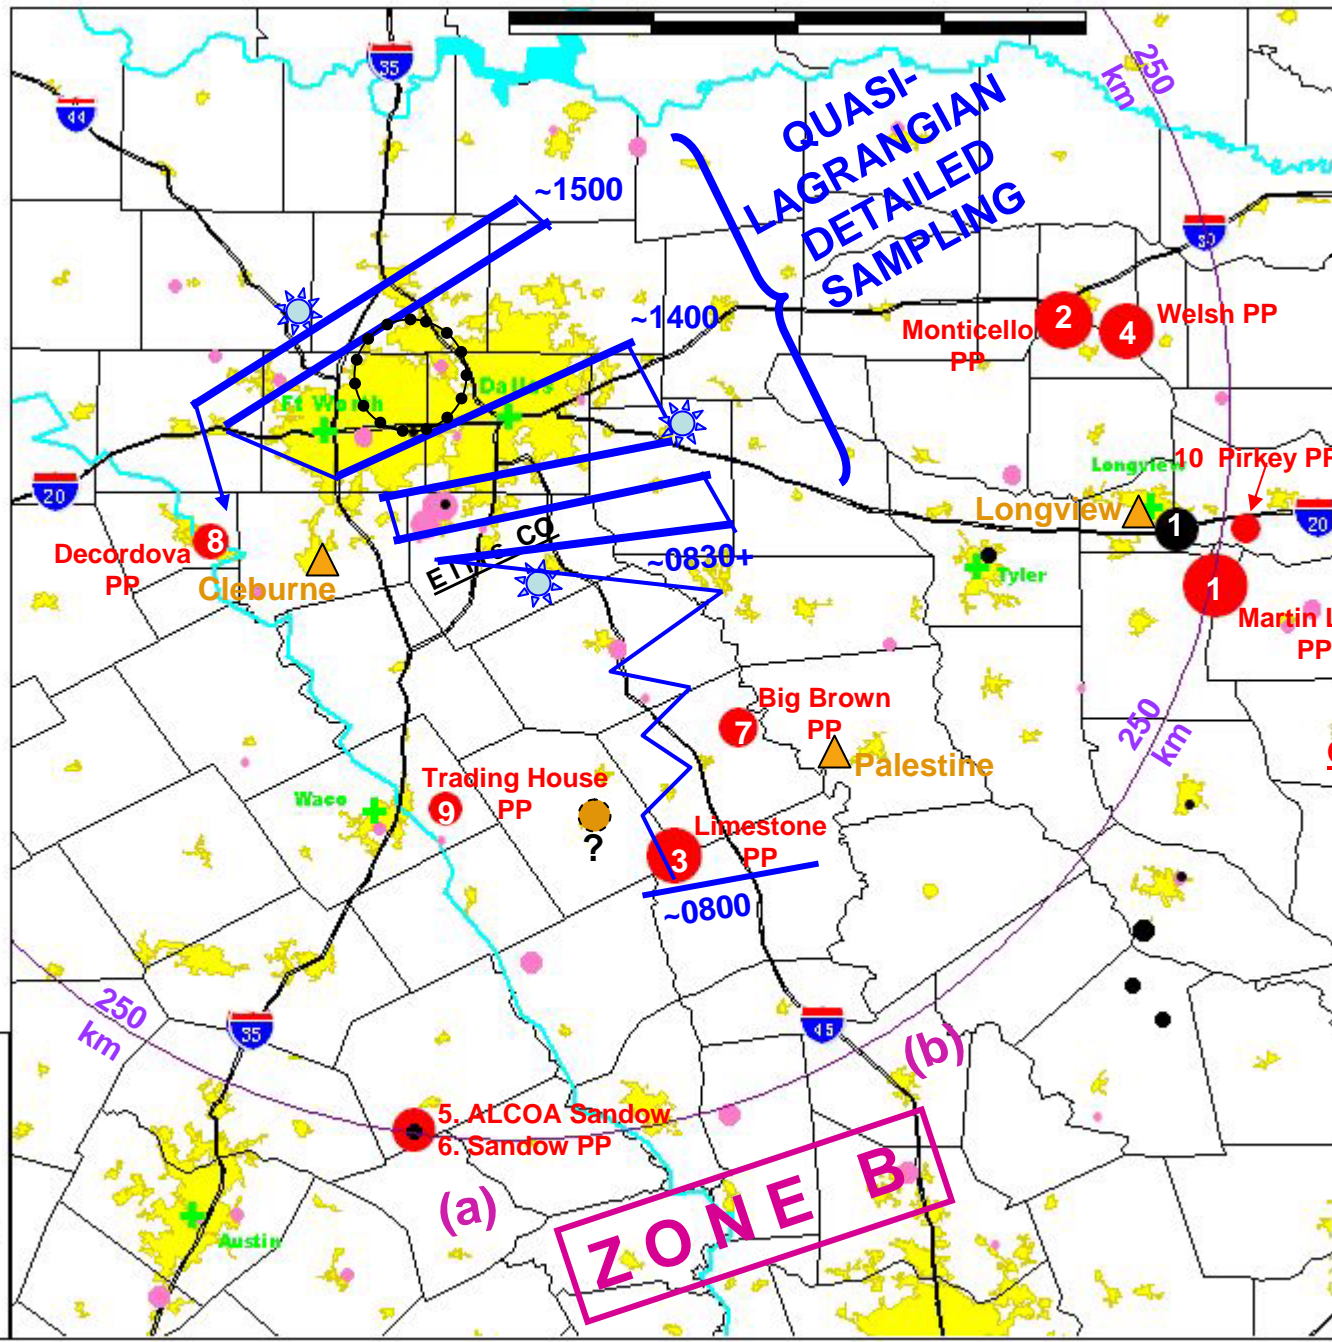 35
44
250
km
QUASI-
LAGRANGIAN
DETAILED
SAMPLING
~1500
30
~1400
Monticello
PP
2
4
Welsh PP
Dallas
Ft Worth
20
Longview
10 Pirkey PP
Longview
1
20
8
Decordova
PP
Cleburne
ELLIS CO
~0830+
Tyler
1
Martin L
PP
Big Brown
PP
7
250
km
Palestine
Trading House
PP
9
Waco
?
3
Limestone
PP
~0800
250
km
35
45
(b)
5. ALCOA Sandow
6. Sandow PP
(a)
ZONE B
Austin